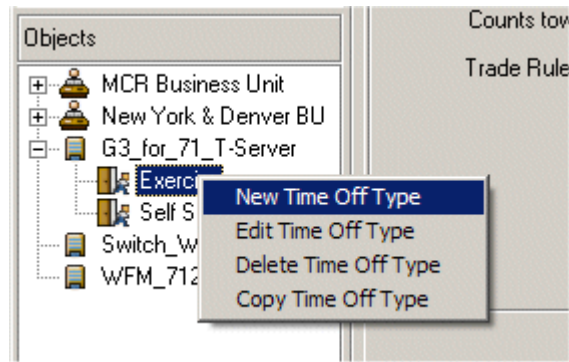 Objects
Counts tow
Trade Rule
MCR Business Unit
New York & Denver BU
G3_for_71_T-Server
Exerci
Self S
Switch_W
WFM_712
New Time Off Type
Edit Time Off Type
Delete Time Off Type
Copy Time Off Type